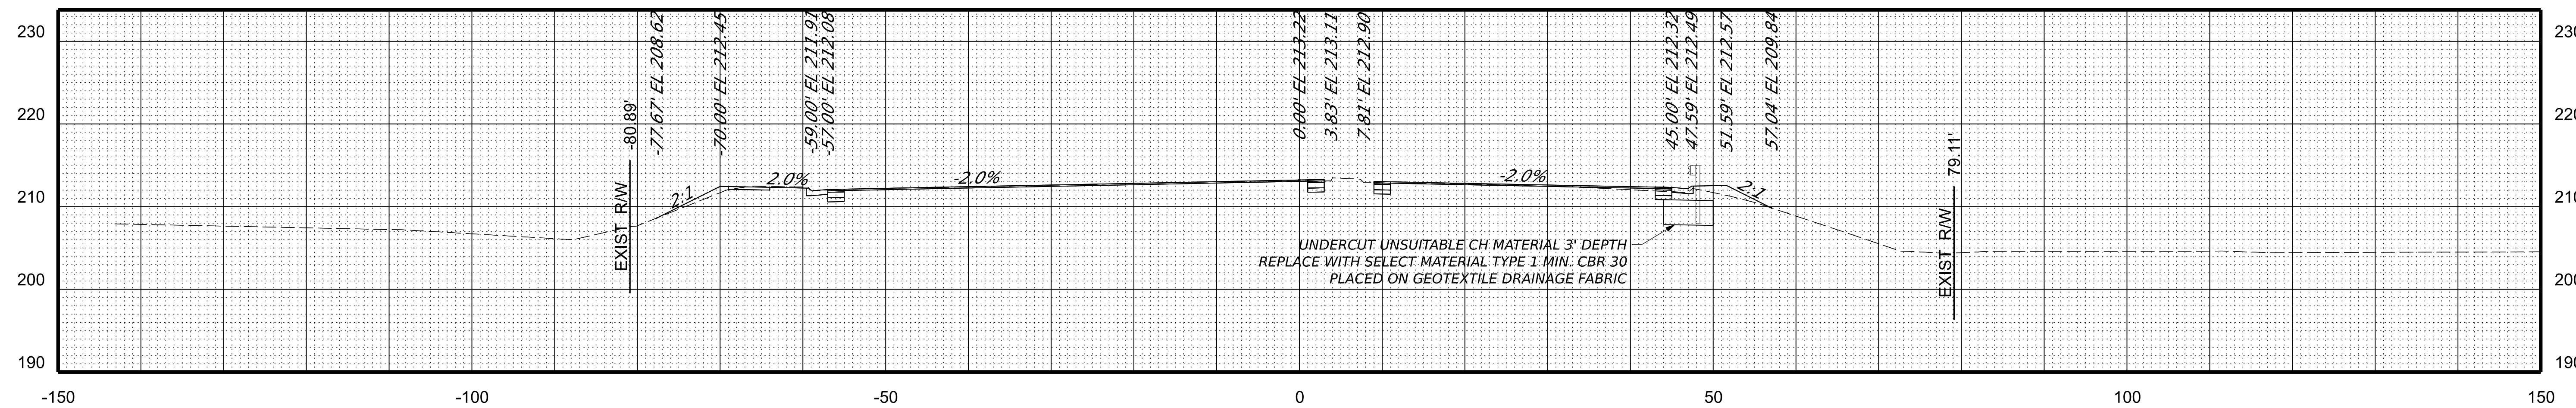 230
220
210
200
190
-80.89'
EXIST R/W
-77.67' EL 208.62
-70.00' EL 212.45
-59.00' EL 211.91
-57.00' EL 212.08
0.00' EL 213.22
3.83' EL 213.11
7.81' EL 212.90
45.00' EL 212.32
47.59' EL 212.49
51.59' EL 212.57
57.04' EL 209.84
79.11'
EXIST R/W
2:1
2.0%
-2.0%
-2.0%
2:1
UNDERCUT UNSUITABLE CH MATERIAL 3' DEPTH
REPLACE WITH SELECT MATERIAL TYPE 1 MIN. CBR 30
PLACED ON GEOTEXTILE DRAINAGE FABRIC
-150
-100
-50
0
50
100
150